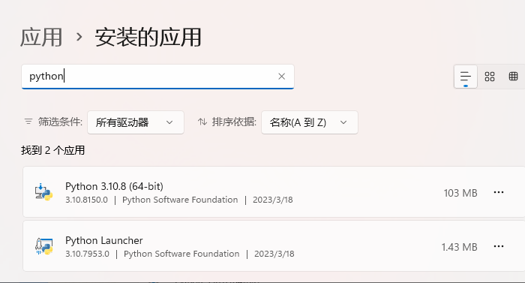 应用 › 安装的应用
python
筛选条件: 所有驱动器 排序依据: 名称(A 到 Z)
找到 2 个应用
Python 3.10.8 (64-bit)
3.10.8150.0 | Python Software Foundation | 2023/3/18
103 MB
Python Launcher
3.10.7953.0 | Python Software Foundation | 2023/3/18
1.43 MB